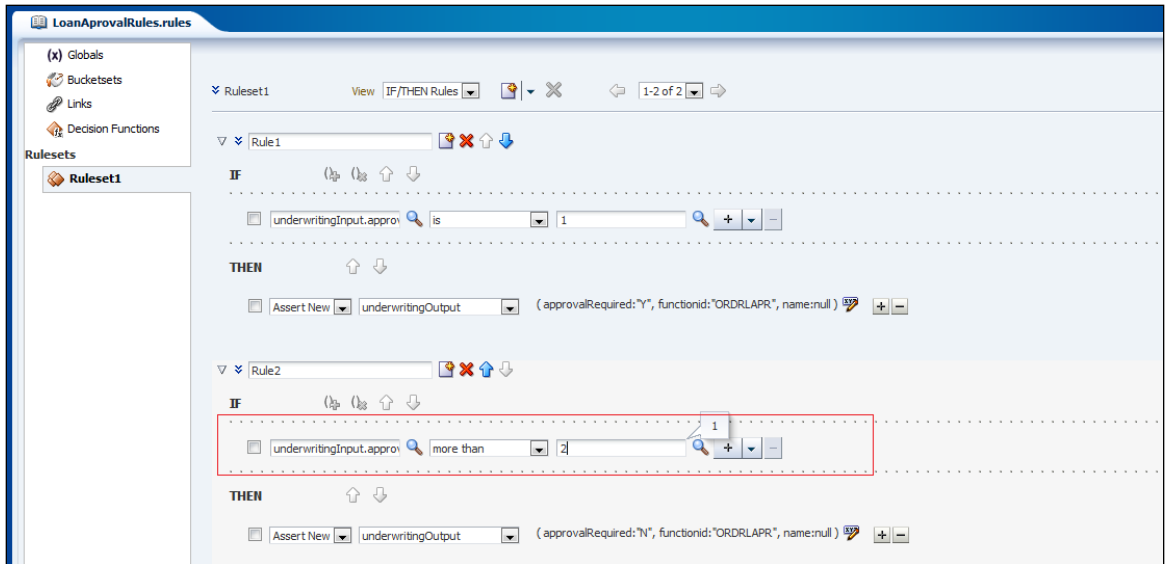 LoanAprovalRules.rules
(x) Globals
Bucketsets
Links
Decision Functions
Rulesets
Ruleset1
Ruleset1 View IF/THEN Rules 1-2 of 2
Rule1
IF
underwritingInput.approv is 1
THEN
Assert New underwritingOutput ( approvalRequired:"Y", functionid:"ORDRLAPR", name:null )
Rule2
IF
1
underwritingInput.approv more than 2
THEN
Assert New underwritingOutput ( approvalRequired:"N", functionid:"ORDRLAPR", name:null )